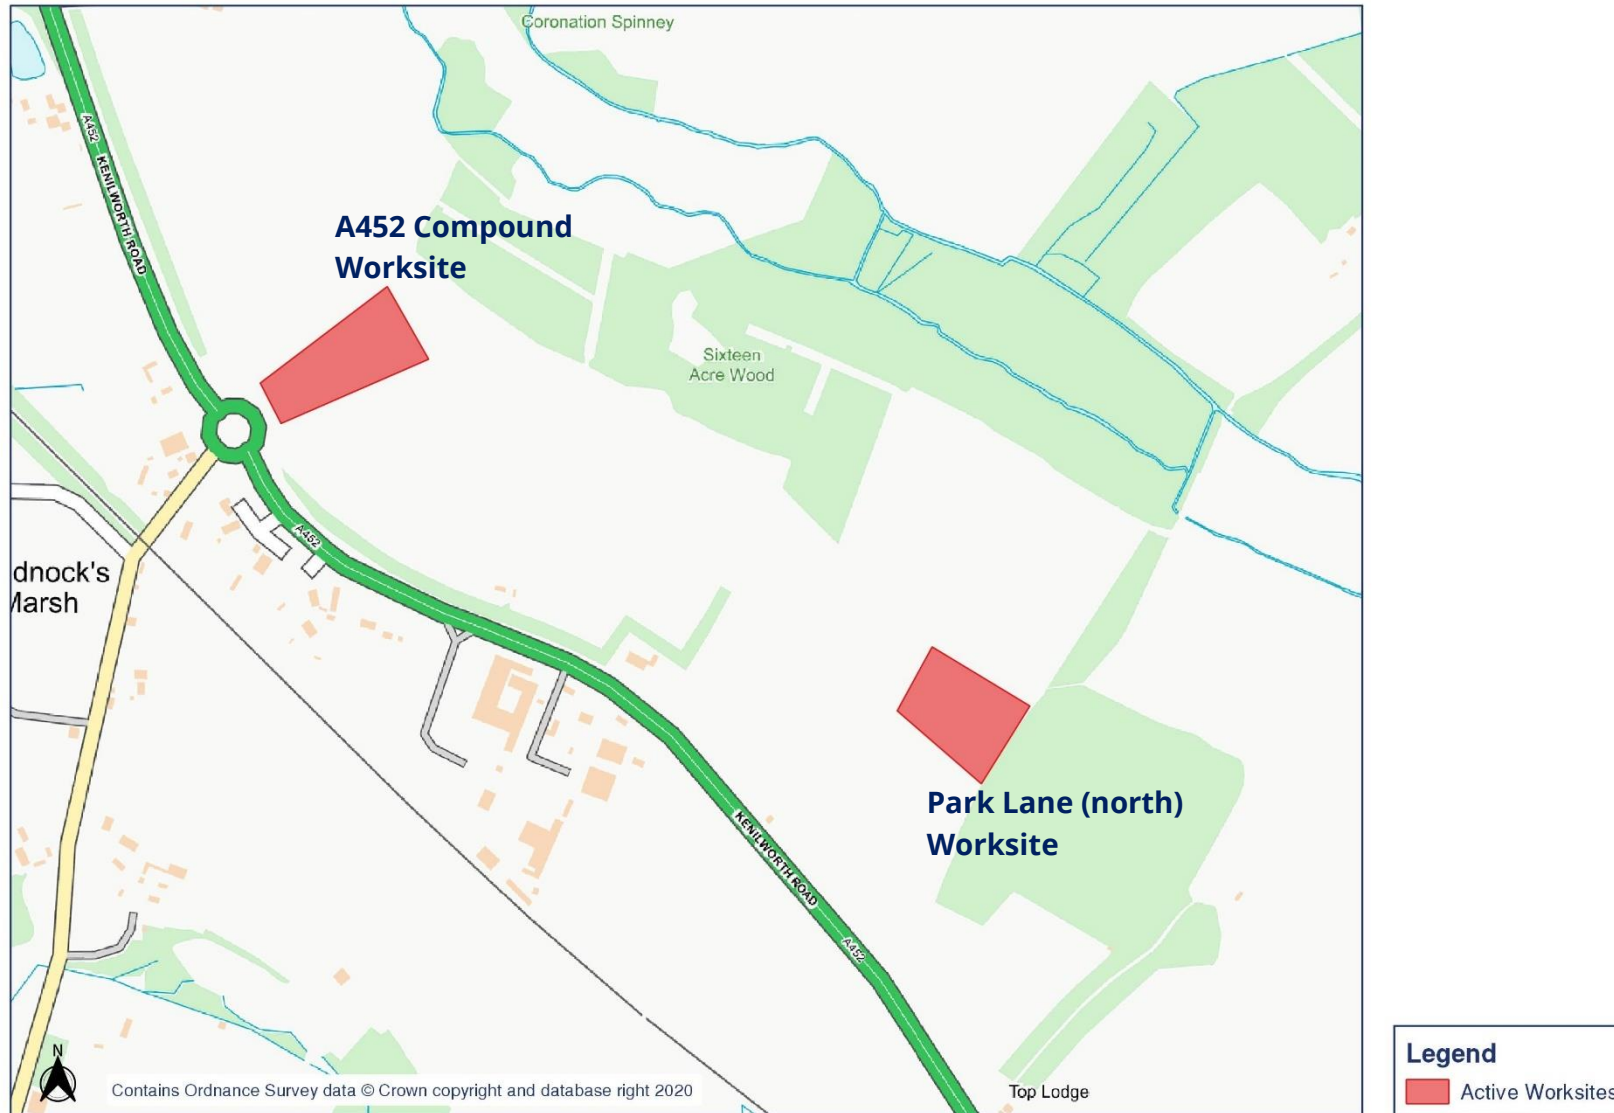 Coronation Spinney
A452
KENILWORTH ROAD
A452 Compound
Worksite
Sixteen
Acre Wood
A452
dnock's
Marsh
Park Lane (north)
Worksite
KENILWORTH ROAD
A452
N
Contains Ordnance Survey data © Crown copyright and database right 2020
Top Lodge
Legend
Active Worksites